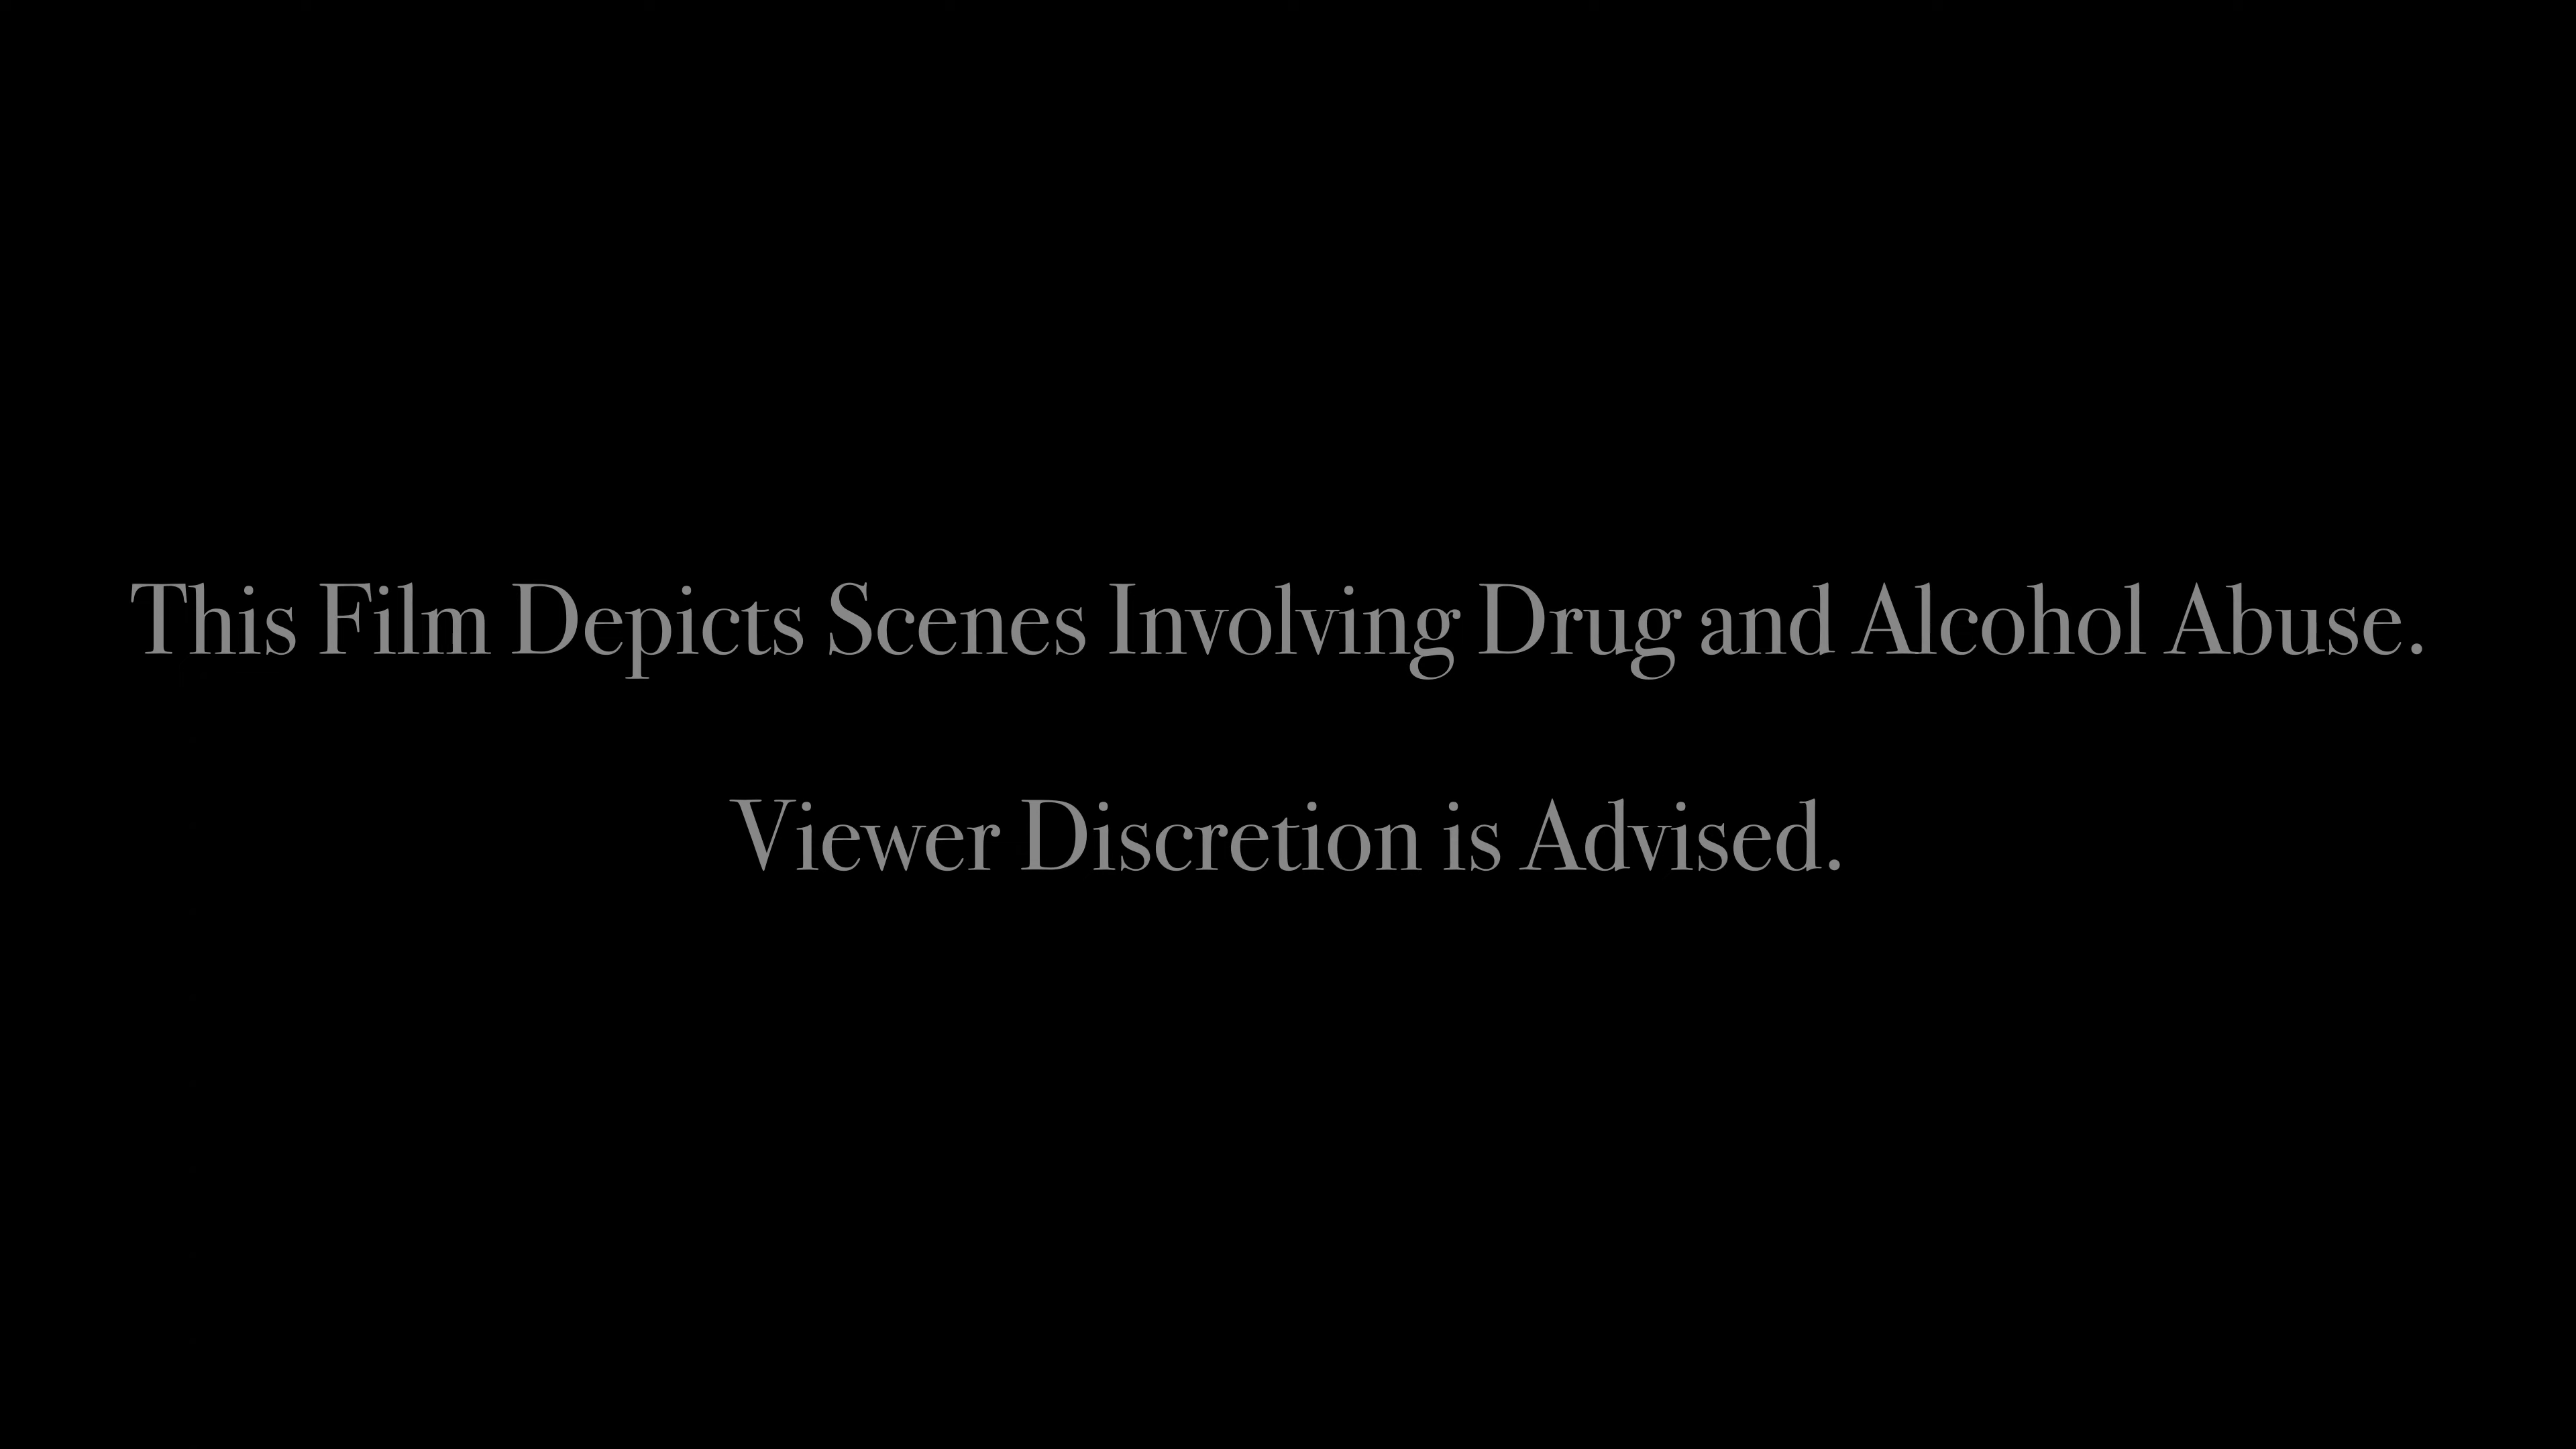 This Film Depicts Scenes Involving Drug and Alcohol Abuse.
Viewer Discretion is Advised.